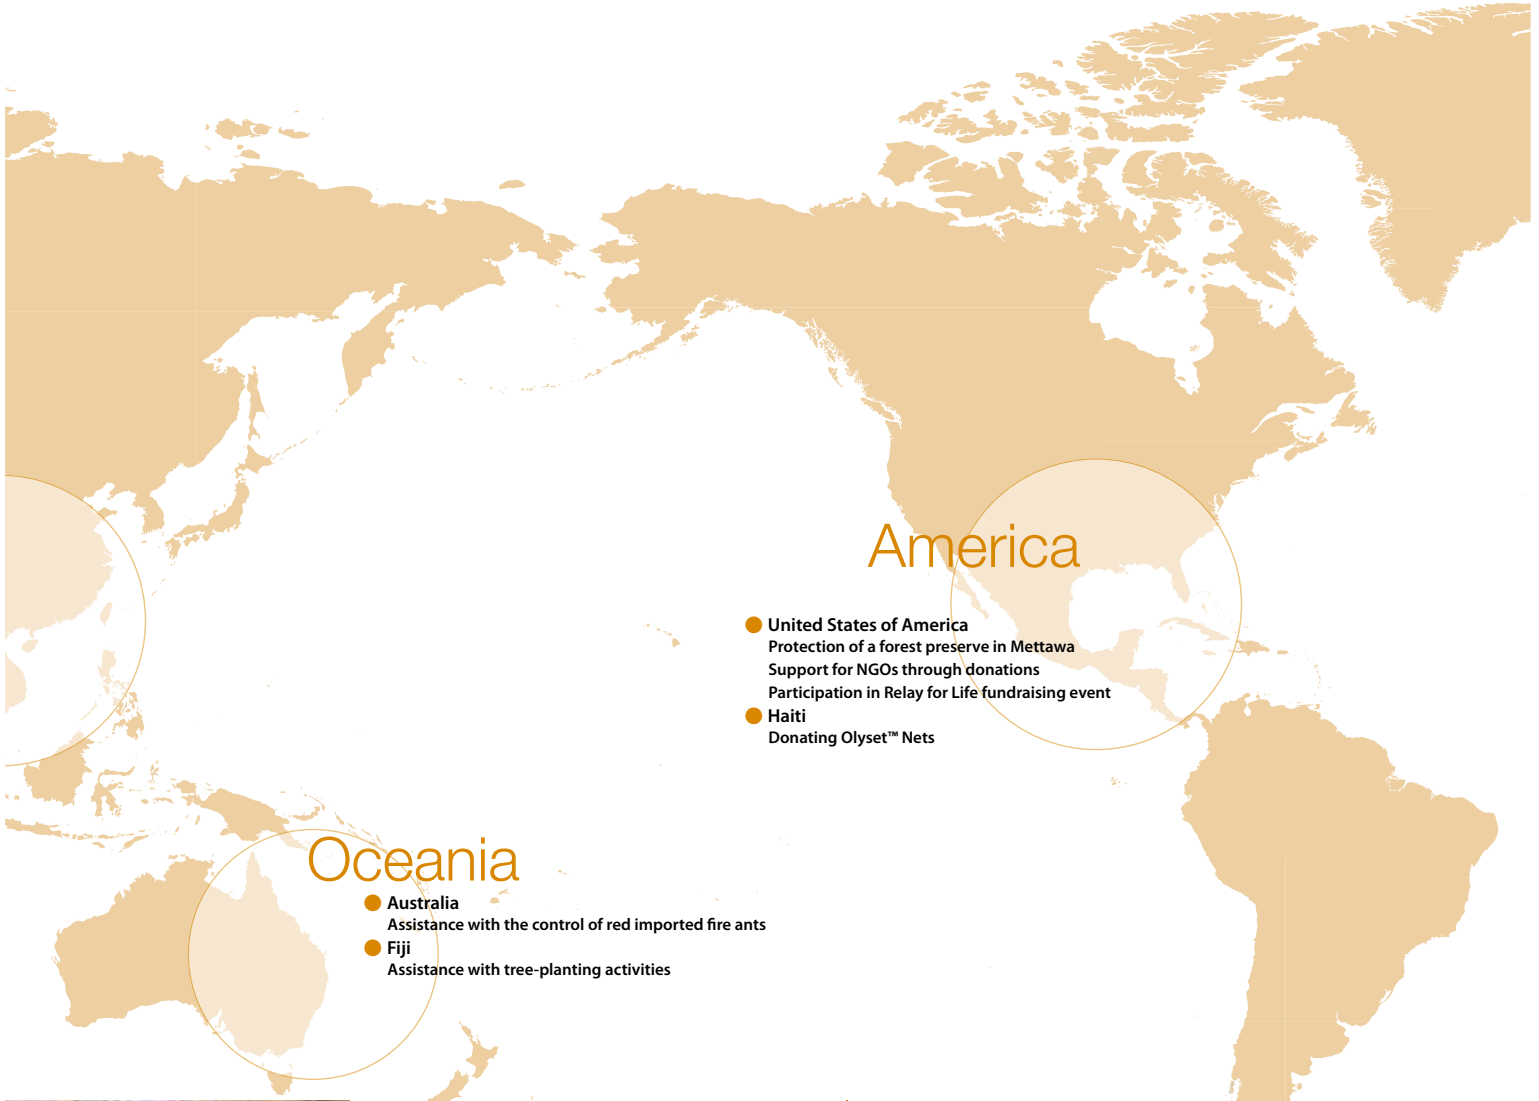 America
United States of America
Protection of a forest preserve in Mettawa
Support for NGOs through donations
Participation in Relay for Life fundraising event
Haiti
Donating Olyset™ Nets
Oceania
Australia
Assistance with the control of red imported fire ants
Fiji
Assistance with tree-planting activities